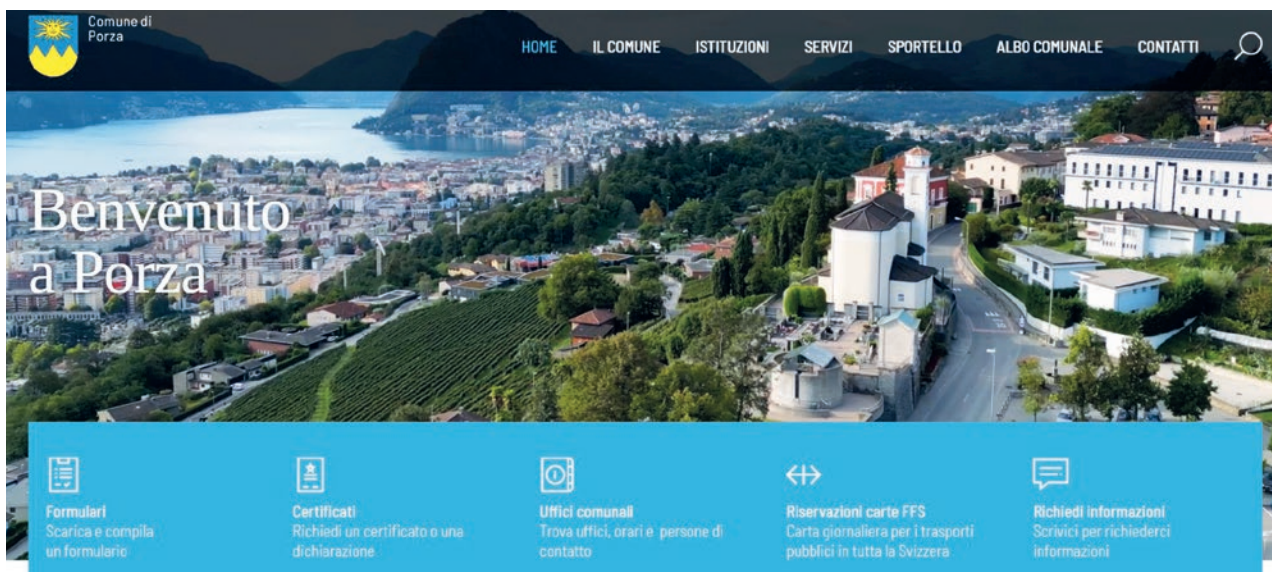 Comune di
Porza
HOME IL COMUNE ISTITUZIONI SERVIZI SPORTELLO ALBO COMUNALE CONTATTI
Benvenuto
a Porza
Formulari
Scarica e compila
un formulario
Certificati
Richiedi un certificato o una
dichiarazione
Uffici comunali
Trova uffici, orari e persone di
contatto
Riservazioni carte FFS
Carta giornaliera per i trasporti
pubblici in tutta la Svizzera
Richiedi informazioni
Scrivici per richiederci
informazioni